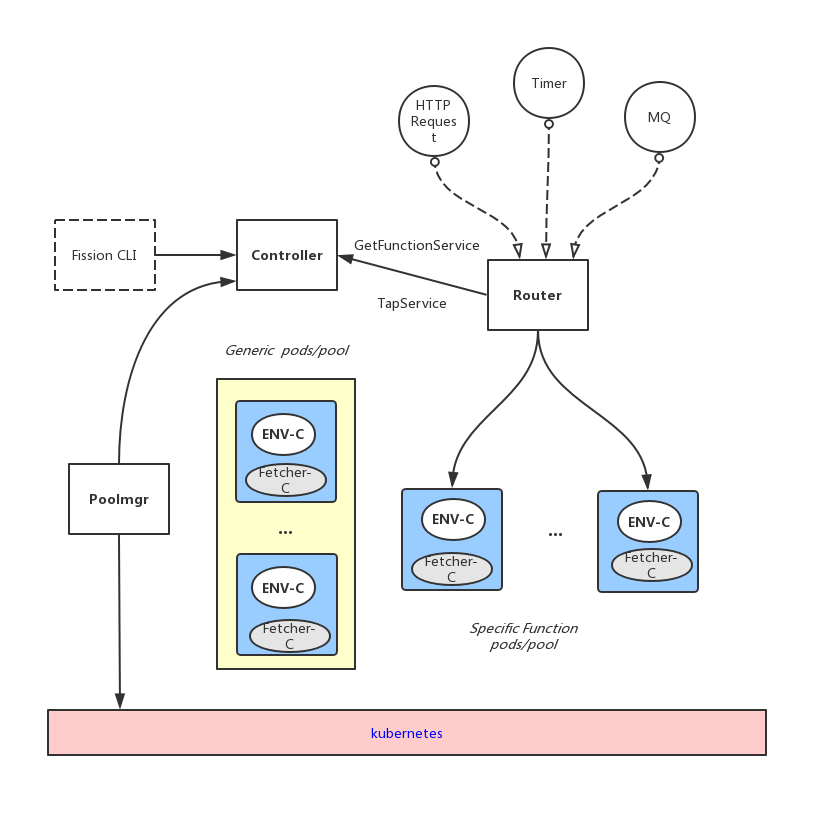 Timer
HTTP
Reques
t
MQ
Fission CLI
Controller
GetFunctionService
TapService
Router
Generic pods/pool
ENV-C
Fetcher-
C
...
ENV-C
Fetcher-
C
Poolmgr
ENV-C
Fetcher-
C
...
ENV-C
Fetcher-
C
Specific Function
pods/pool
kubernetes